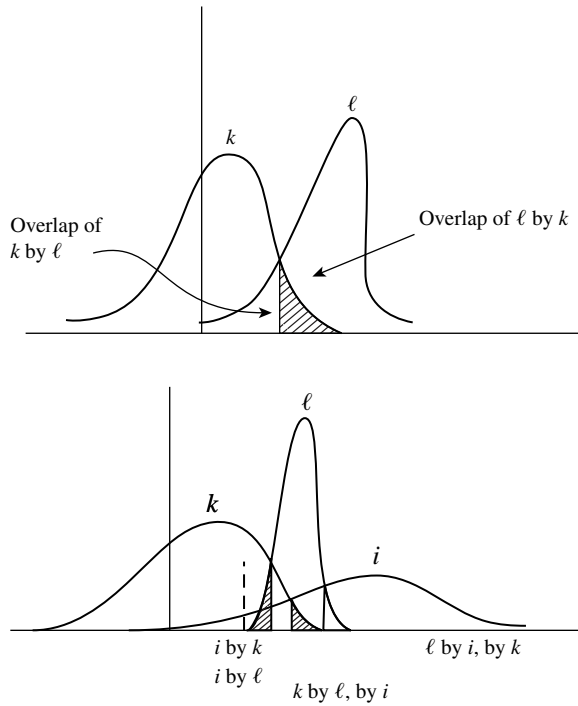 ℓ
k
Overlap of
k by ℓ
Overlap of ℓ by k
ℓ
k
i
i by k
i by ℓ
ℓ by i, by k
k by ℓ, by i